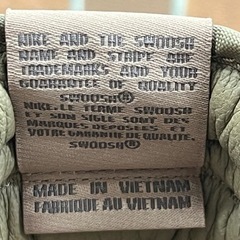 NIKE AND THE SWOOSH
NAME AND STRIPE ARE
TRADEMARKS AND YOUR
GUARANTEE OF QUALITY
SWOOSH®
NIKE LE TERME SWOOSH
ET SON SIGLE SONT DES
MARQUES DEPOSEES ET
VOTRE GARANTIE DE QUALITE.
SWOOSH®
MADE IN VIETNAM
FABRIQUE AU VIETNAM